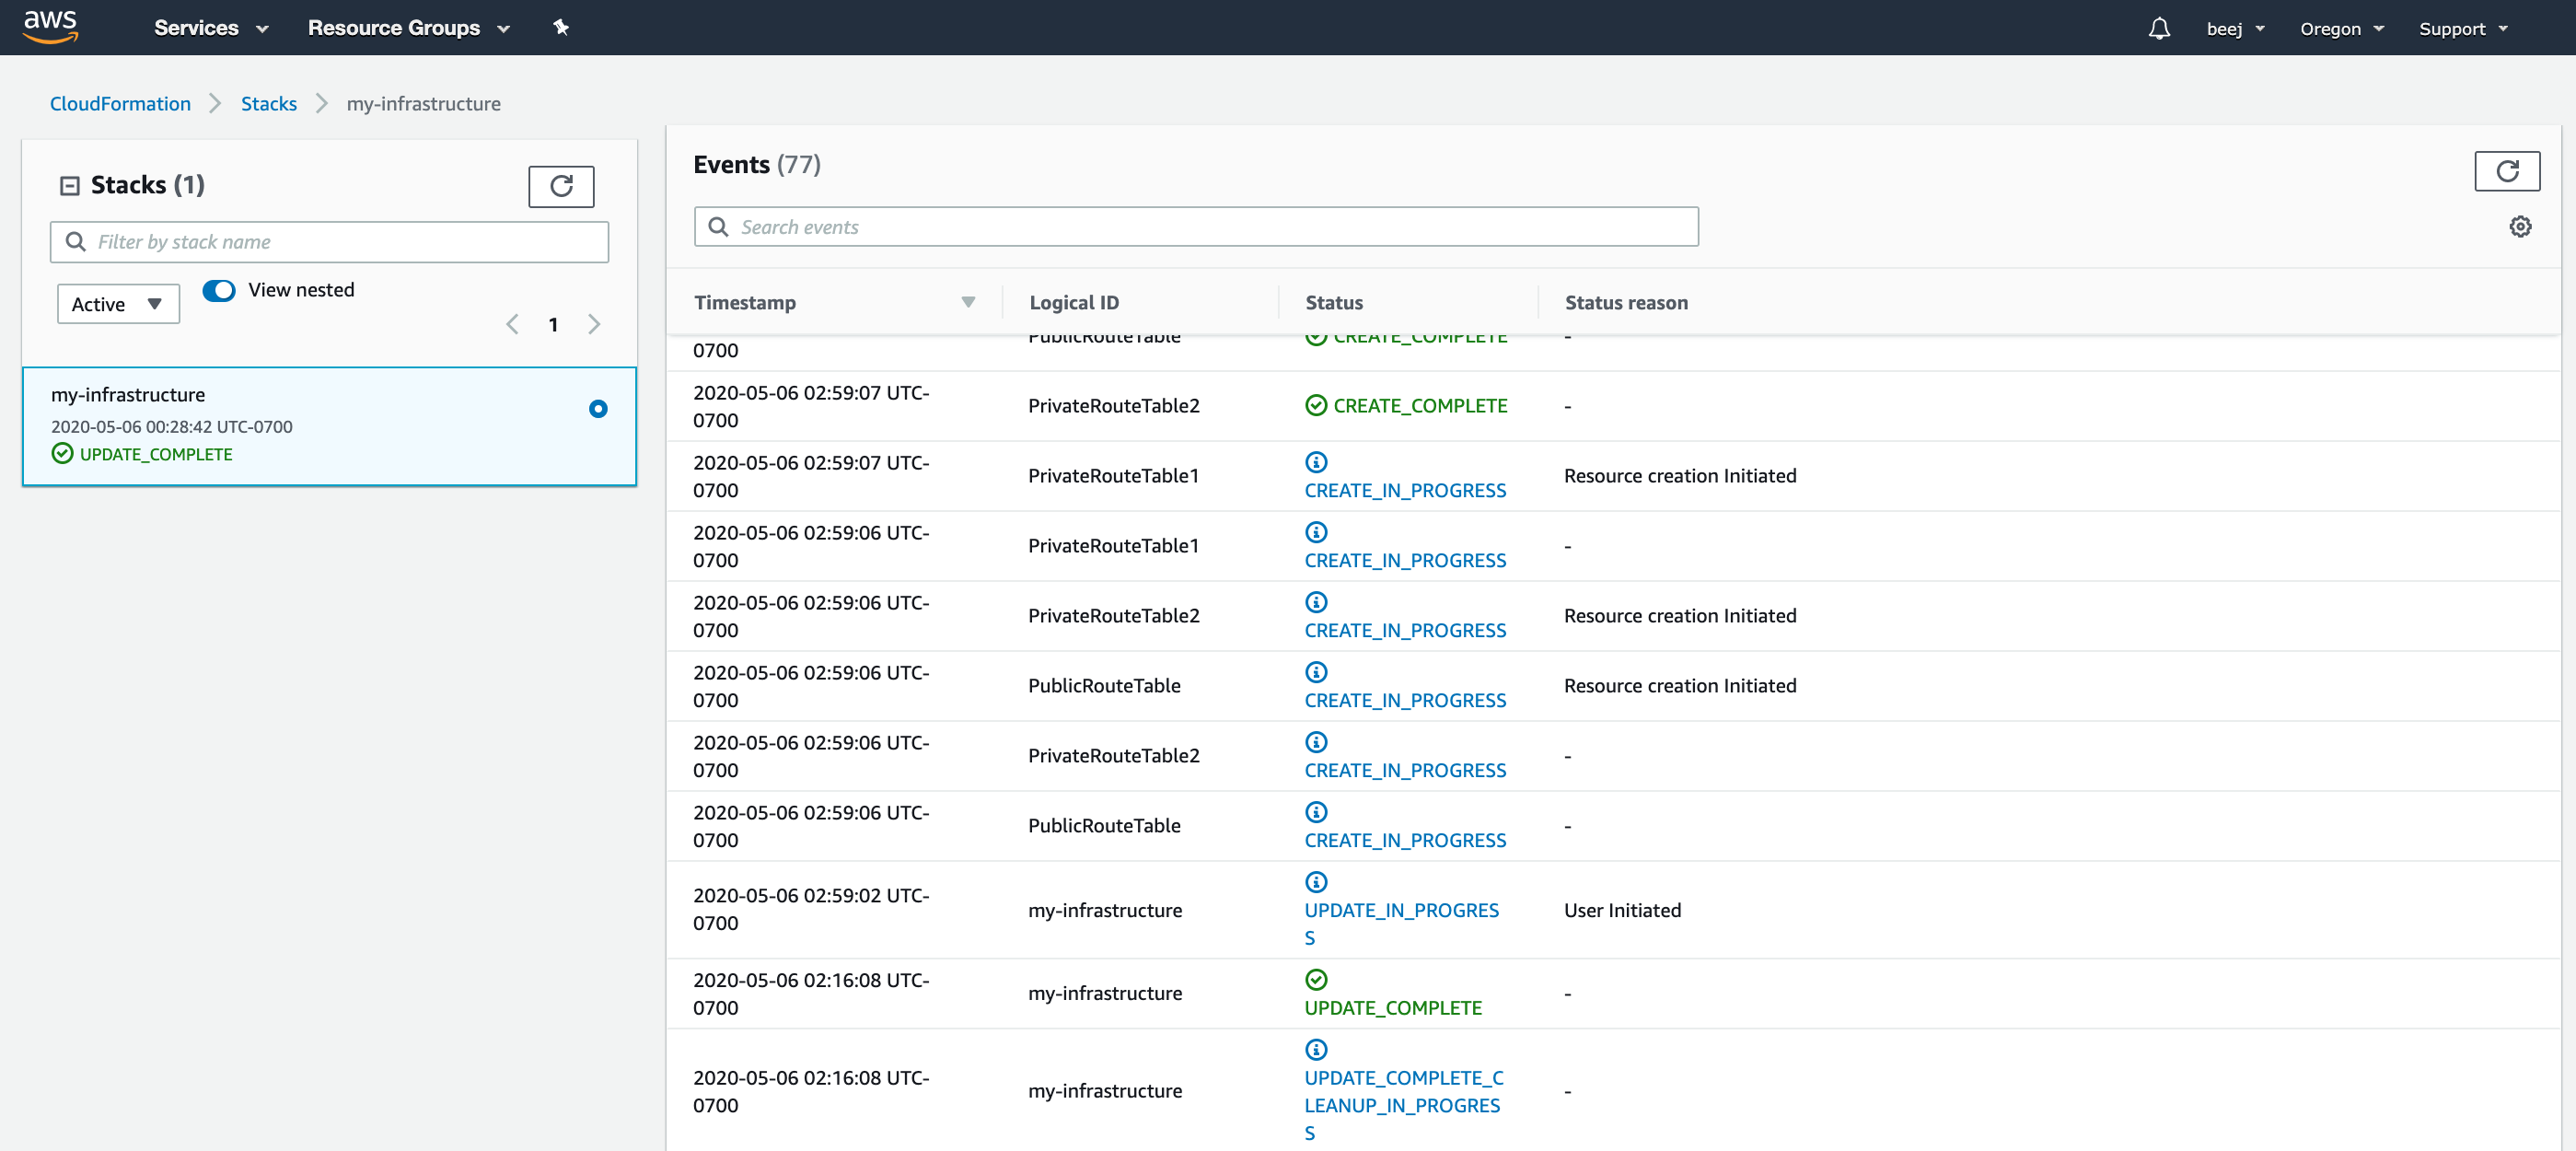 aws
Services
Resource Groups
beej
Oregon
Support
CloudFormation
Stacks
my-infrastructure
Stacks (1)
Filter by stack name
Active
View nested
1
my-infrastructure
2020-05-06 00:28:42 UTC-0700
UPDATE_COMPLETE
Events (77)
Search events
Timestamp
Logical ID
Status
Status reason
0700
PublicRouteTable
CREATE_COMPLETE
-
2020-05-06 02:59:07 UTC-
0700
PrivateRouteTable2
CREATE_COMPLETE
-
2020-05-06 02:59:07 UTC-
0700
PrivateRouteTable1
CREATE_IN_PROGRESS
Resource creation Initiated
2020-05-06 02:59:06 UTC-
0700
PrivateRouteTable1
CREATE_IN_PROGRESS
-
2020-05-06 02:59:06 UTC-
0700
PrivateRouteTable2
CREATE_IN_PROGRESS
Resource creation Initiated
2020-05-06 02:59:06 UTC-
0700
PublicRouteTable
CREATE_IN_PROGRESS
Resource creation Initiated
2020-05-06 02:59:06 UTC-
0700
PrivateRouteTable2
CREATE_IN_PROGRESS
-
2020-05-06 02:59:06 UTC-
0700
PublicRouteTable
CREATE_IN_PROGRESS
-
2020-05-06 02:59:02 UTC-
0700
my-infrastructure
UPDATE_IN_PROGRES
S
User Initiated
2020-05-06 02:16:08 UTC-
0700
my-infrastructure
UPDATE_COMPLETE
-
2020-05-06 02:16:08 UTC-
0700
my-infrastructure
UPDATE_COMPLETE_C
LEANUP_IN_PROGRES
S
-